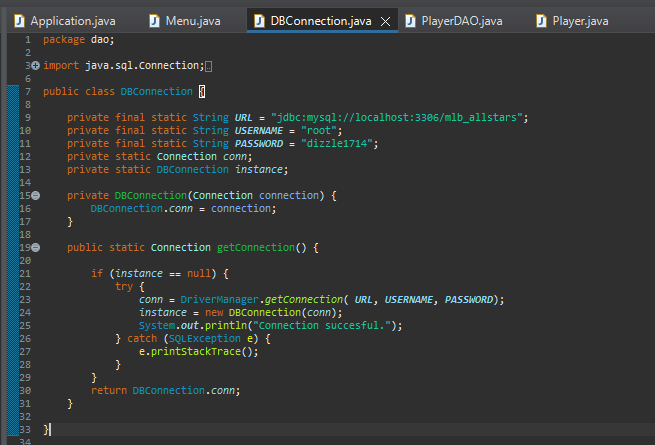 Application.java Menu.java DBConnection.java PlayerDAO.java Player.java
1 package dao;
2
3 import java.sql.Connection;
6
7 public class DBConnection {
8
9 private final static String URL = "jdbc:mysql://localhost:3306/mlb_allstars";
10 private final static String USERNAME = "root";
11 private final static String PASSWORD = "dizzle1714";
12 private static Connection conn;
13 private static DBConnection instance;
14
15 private DBConnection(Connection connection) {
16 DBConnection.conn = connection;
17 }
18
19 public static Connection getConnection() {
20
21 if (instance == null) {
22 try {
23 conn = DriverManager.getConnection( URL, USERNAME, PASSWORD);
24 instance = new DBConnection(conn);
25 System.out.println("Connection succesful.");
26 } catch (SQLException e) {
27 e.printStackTrace();
28 }
29 }
30 return DBConnection.conn;
31 }
32
33 }
34